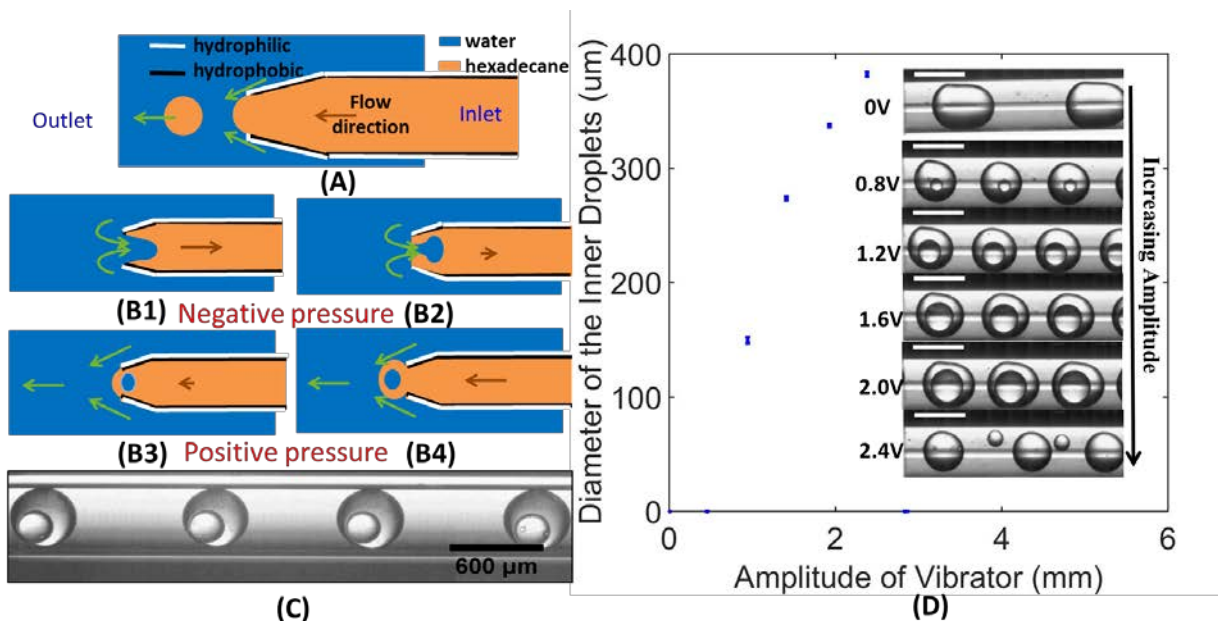 hydrophilic
hydrophobic
water
hexadecane
Outlet
Flow
direction
Inlet
(A)
(B1) Negative pressure (B2)
(B3) Positive pressure (B4)
600 μm
(C)
Diameter of the Inner Droplets (um)
400
300
200
100
0
0 2 4 6
Amplitude of Vibrator (mm)
(D)
0V
0.8V
1.2V
1.6V
2.0V
2.4V
Increasing Amplitude